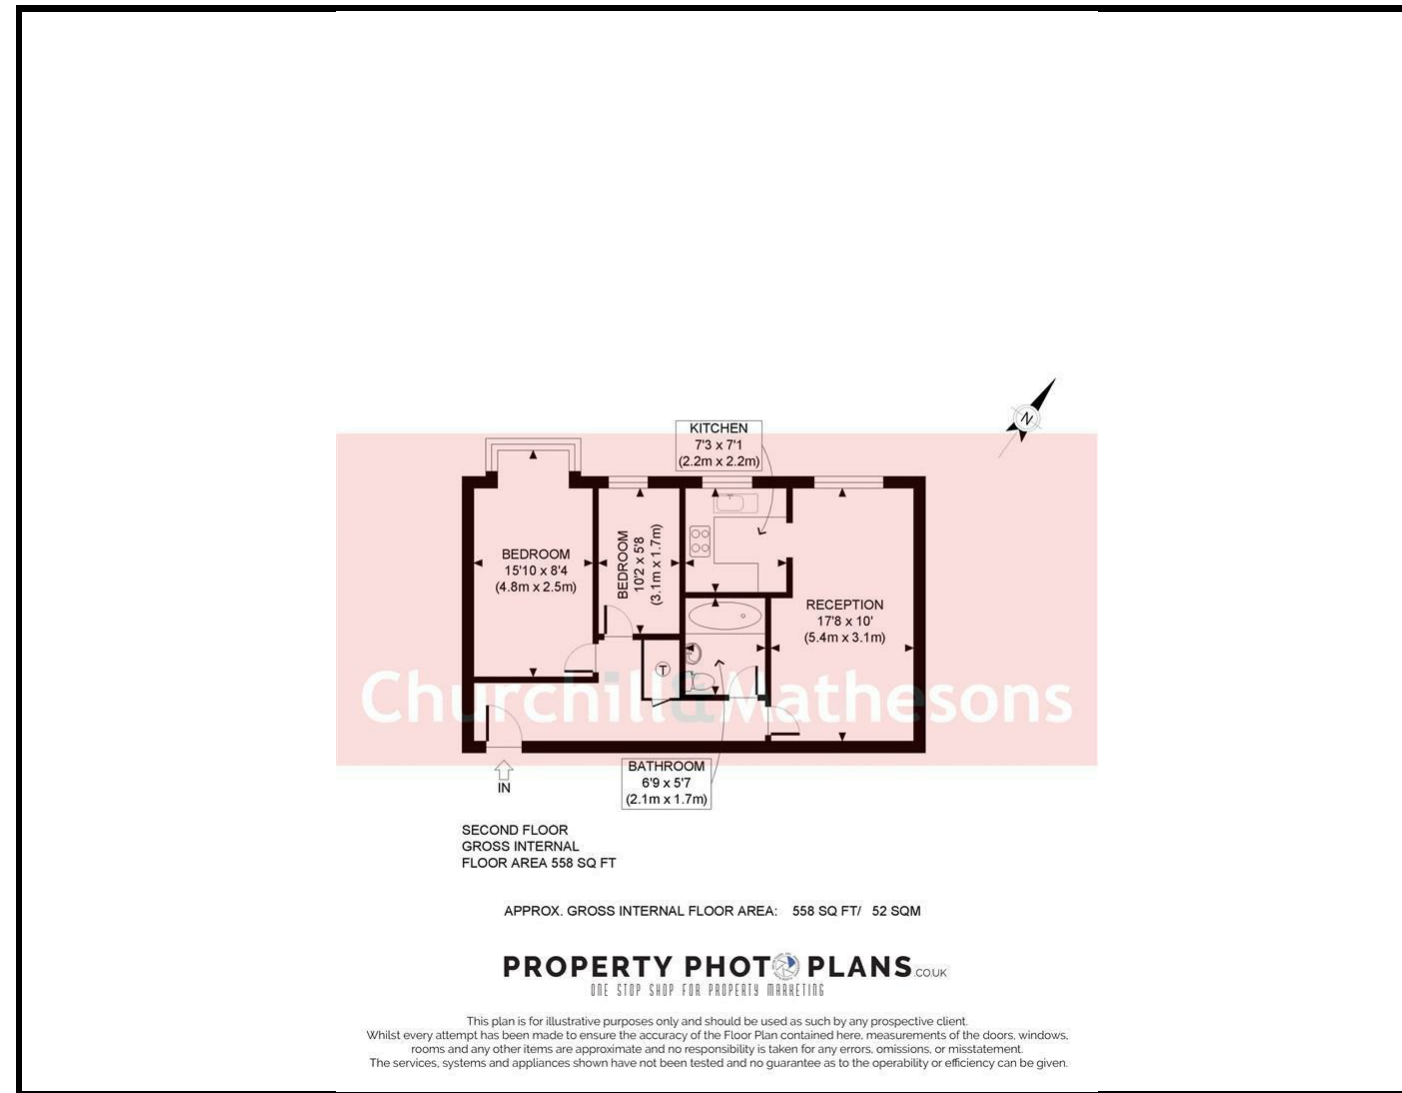 N
KITCHEN
7'3 x 7'1
(2.2m x 2.2m)
BEDROOM
15'10 x 8'4
(4.8m x 2.5m)
BEDROOM
10'2 x 5'8
(3.1m x 1.7m)
RECEPTION
17'8 x 10'
(5.4m x 3.1m)
T
Churchill&Mathesons
BATHROOM
6'9 x 5'7
(2.1m x 1.7m)
IN
SECOND FLOOR
GROSS INTERNAL
FLOOR AREA 558 SQ FT
APPROX. GROSS INTERNAL FLOOR AREA: 558 SQ FT/ 52 SQM
PROPERTY PHOTO PLANS.CO.UK
ONE STOP SHOP FOR PROPERTY MARKETING
This plan is for illustrative purposes only and should be used as such by any prospective client.
Whilst every attempt has been made to ensure the accuracy of the Floor Plan contained here, measurements of the doors, windows,
rooms and any other items are approximate and no responsibility is taken for any errors, omissions, or misstatement.
The services, systems and appliances shown have not been tested and no guarantee as to the operability or efficiency can be given.